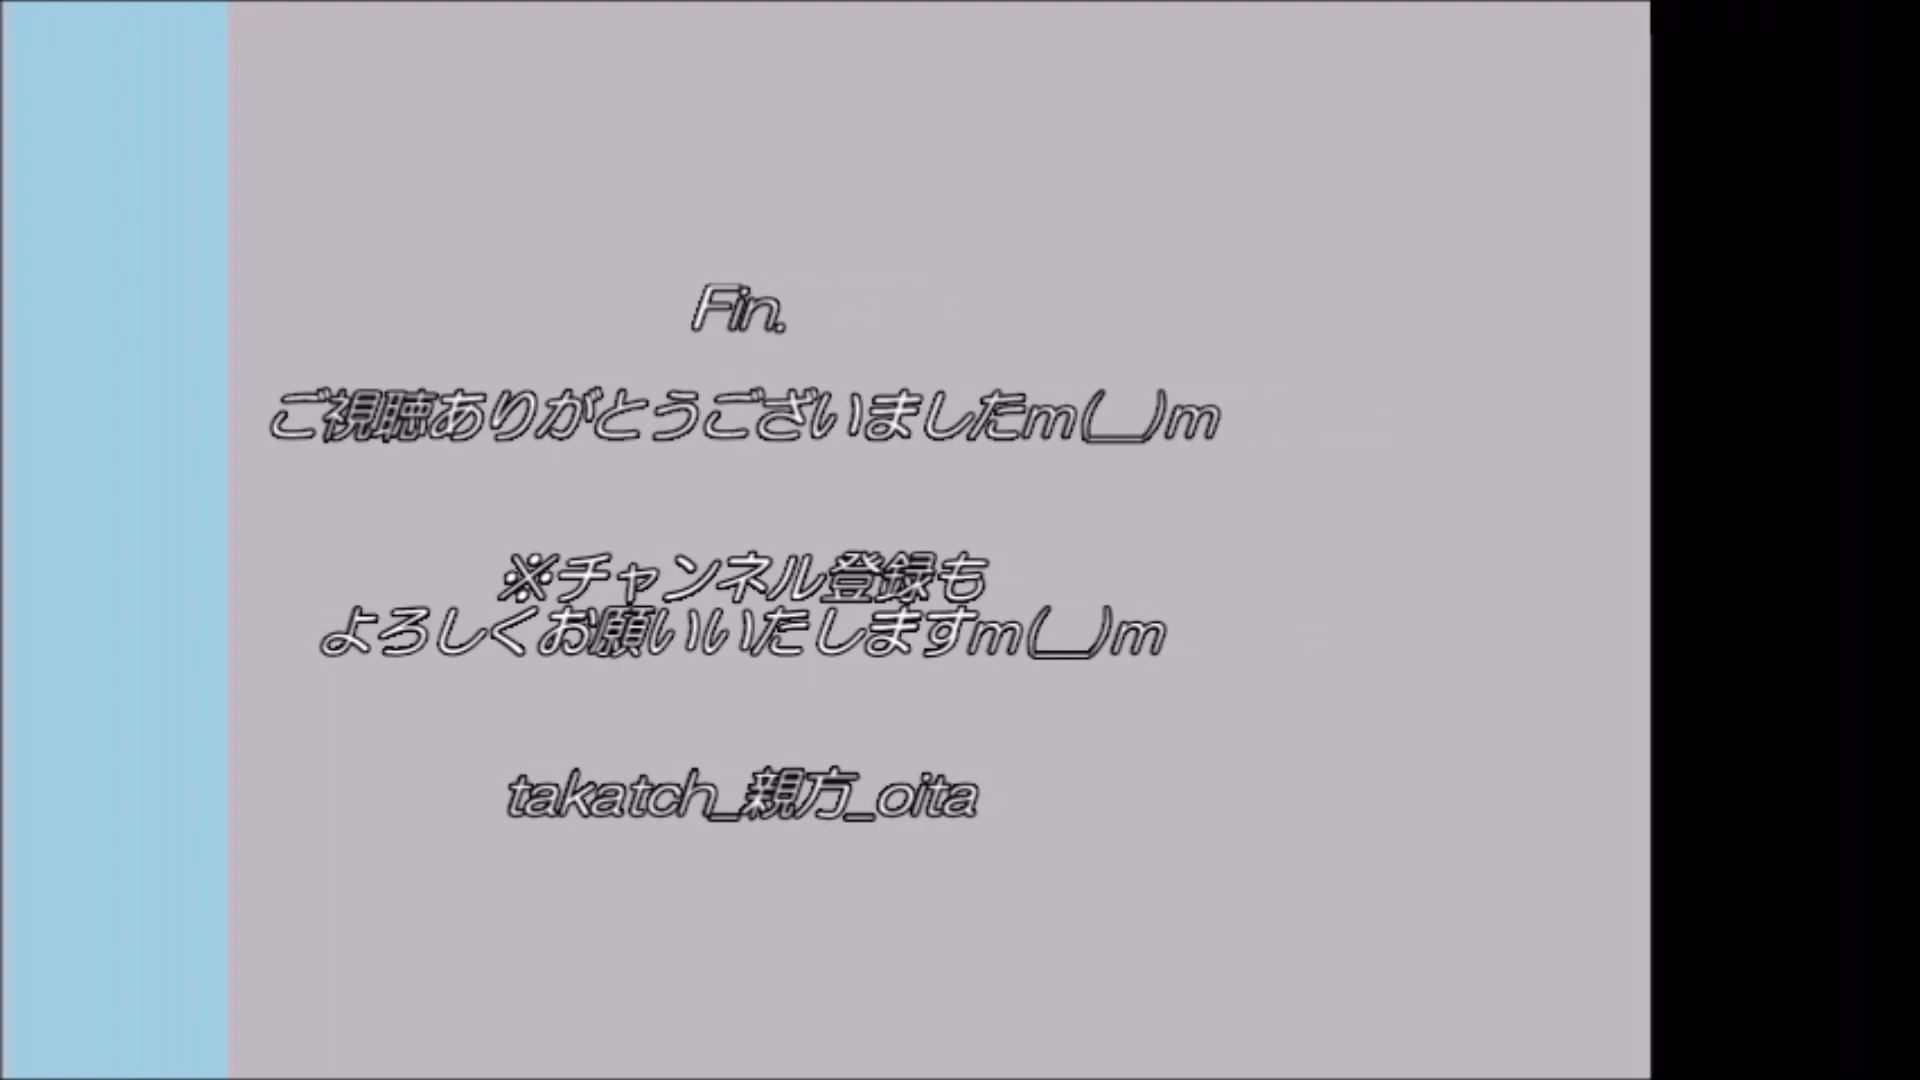 Fin.
ご視聴ありがとうございましたm(__)m
※チャンネル登録も
よろしくお願いいたしますm(__)m
takatch_親方_oita